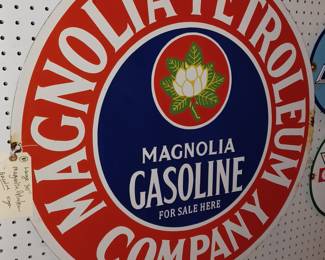 MAGNOLIA PETROLEUM
COMPANY
MAGNOLIA
GASOLINE
FOR SALE HERE